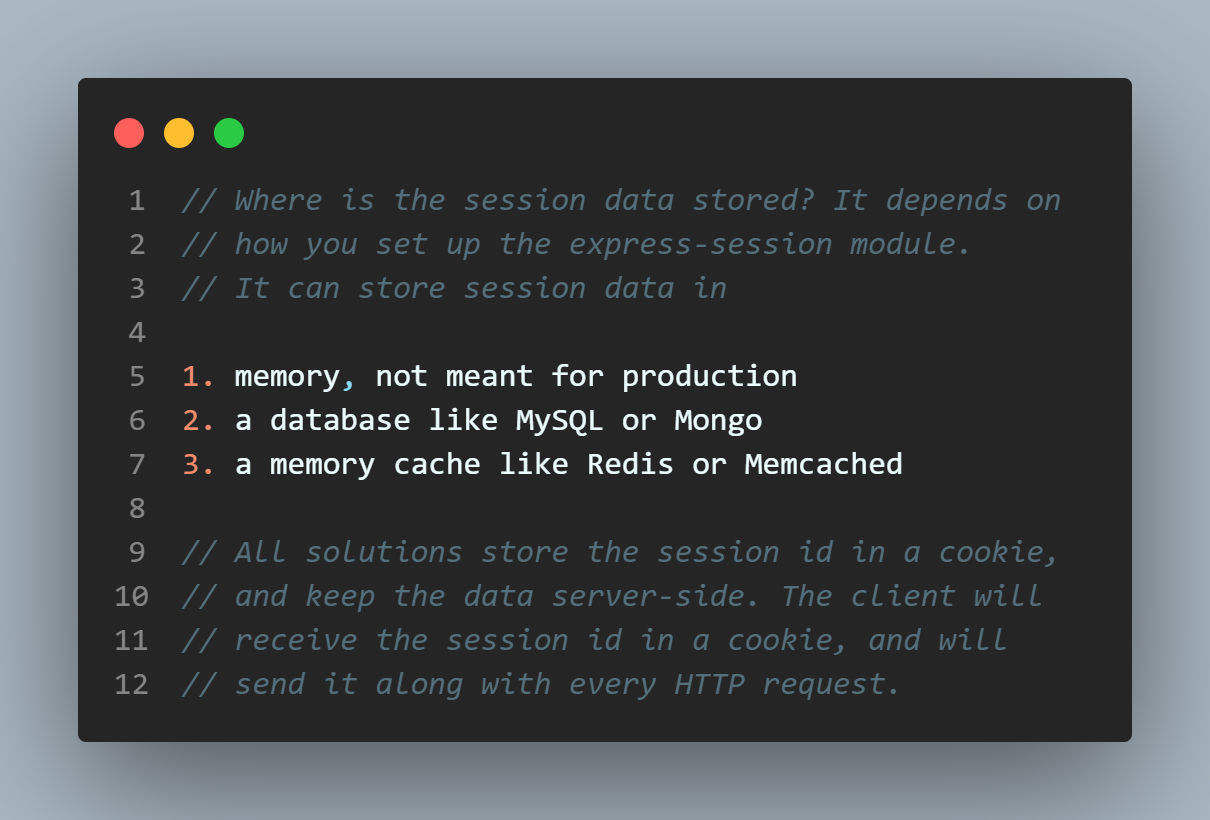 1 // Where is the session data stored? It depends on
2 // how you set up the express-session module.
3 // It can store session data in
4
5 1. memory, not meant for production
6 2. a database like MySQL or Mongo
7 3. a memory cache like Redis or Memcached
8
9 // All solutions store the session id in a cookie,
10 // and keep the data server-side. The client will
11 // receive the session id in a cookie, and will
12 // send it along with every HTTP request.